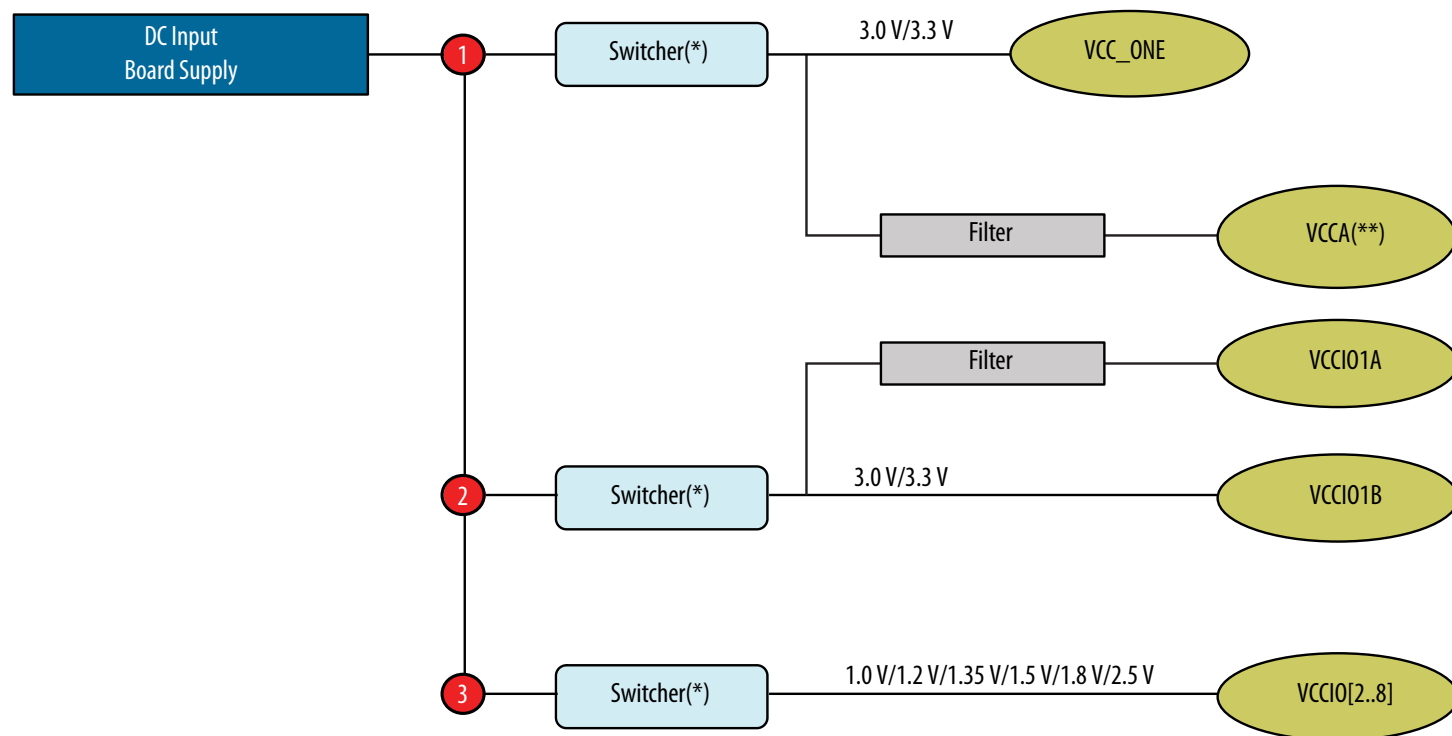 DC Input
Board Supply
1
Switcher(*)
3.0 V/3.3 V
VCC_ONE
Filter
VCCA(**)
Filter
VCCIO1A
2
Switcher(*)
3.0 V/3.3 V
VCCIO1B
3
Switcher(*)
1.0 V/1.2 V/1.35 V/1.5 V/1.8 V/2.5 V
VCCIO[2..8]